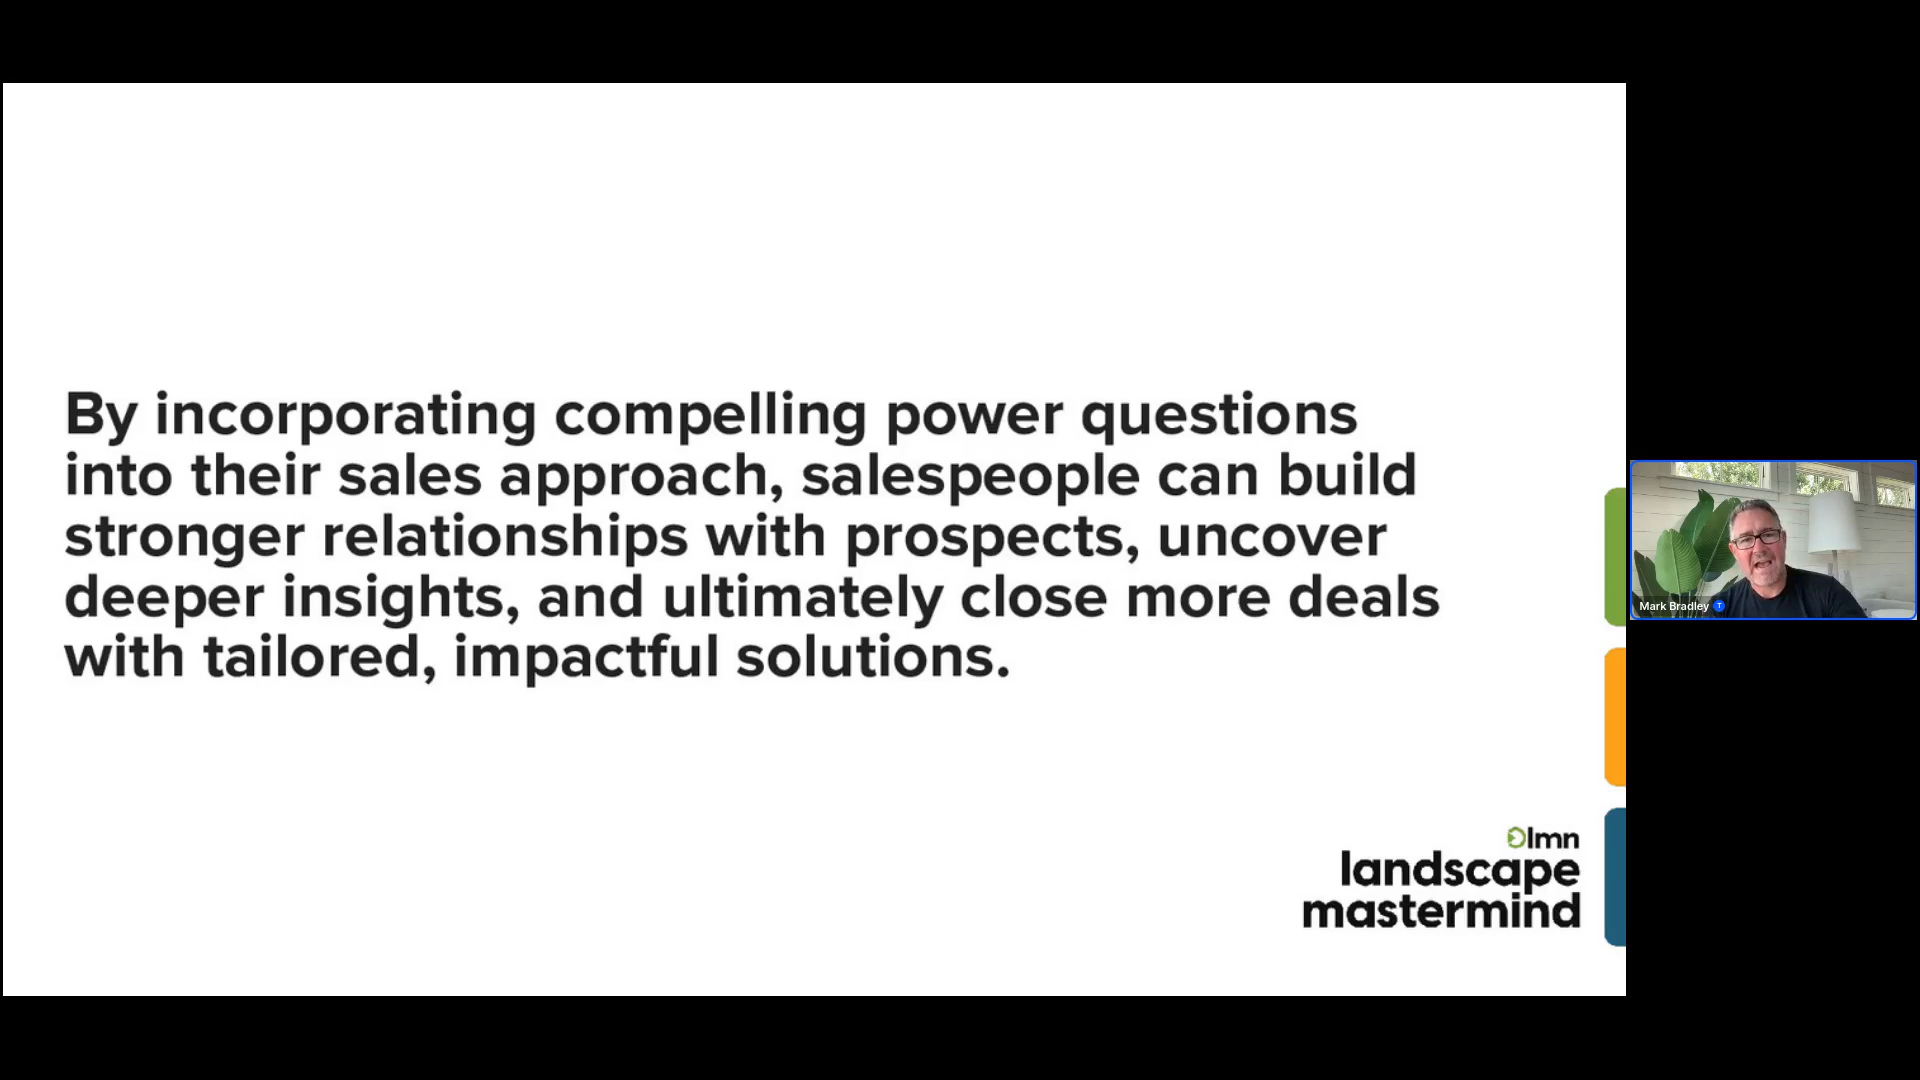 By incorporating compelling power questions
into their sales approach, salespeople can build
stronger relationships with prospects, uncover
deeper insights, and ultimately close more deals
with tailored, impactful solutions.
Mark Bradley T
lmn
landscape
mastermind